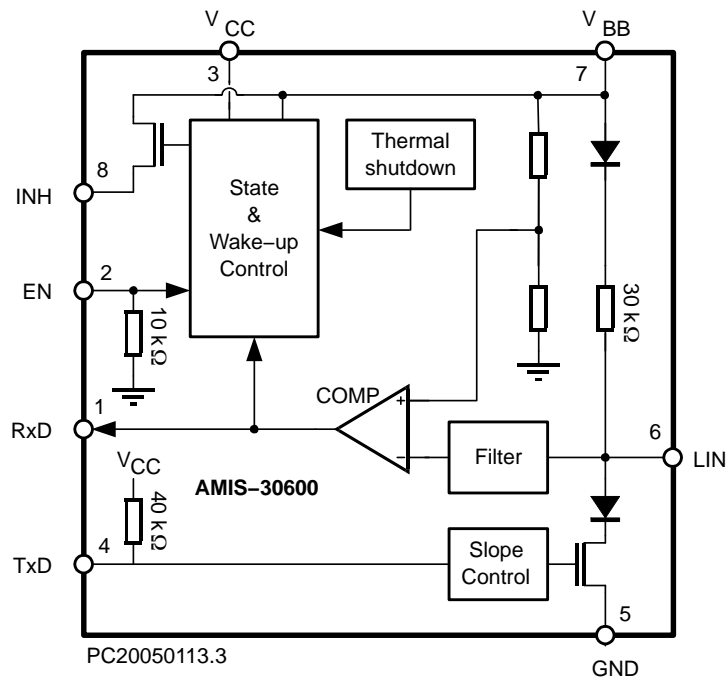 V CC
V BB
3
7
Thermal
shutdown
8
INH
State
&
Wake-up
Control
2
EN
10 kΩ
30 kΩ
COMP
+
−
1
RxD
6
LIN
Filter
VCC
AMIS−30600
40 kΩ
4
TxD
Slope
Control
5
PC20050113.3
GND